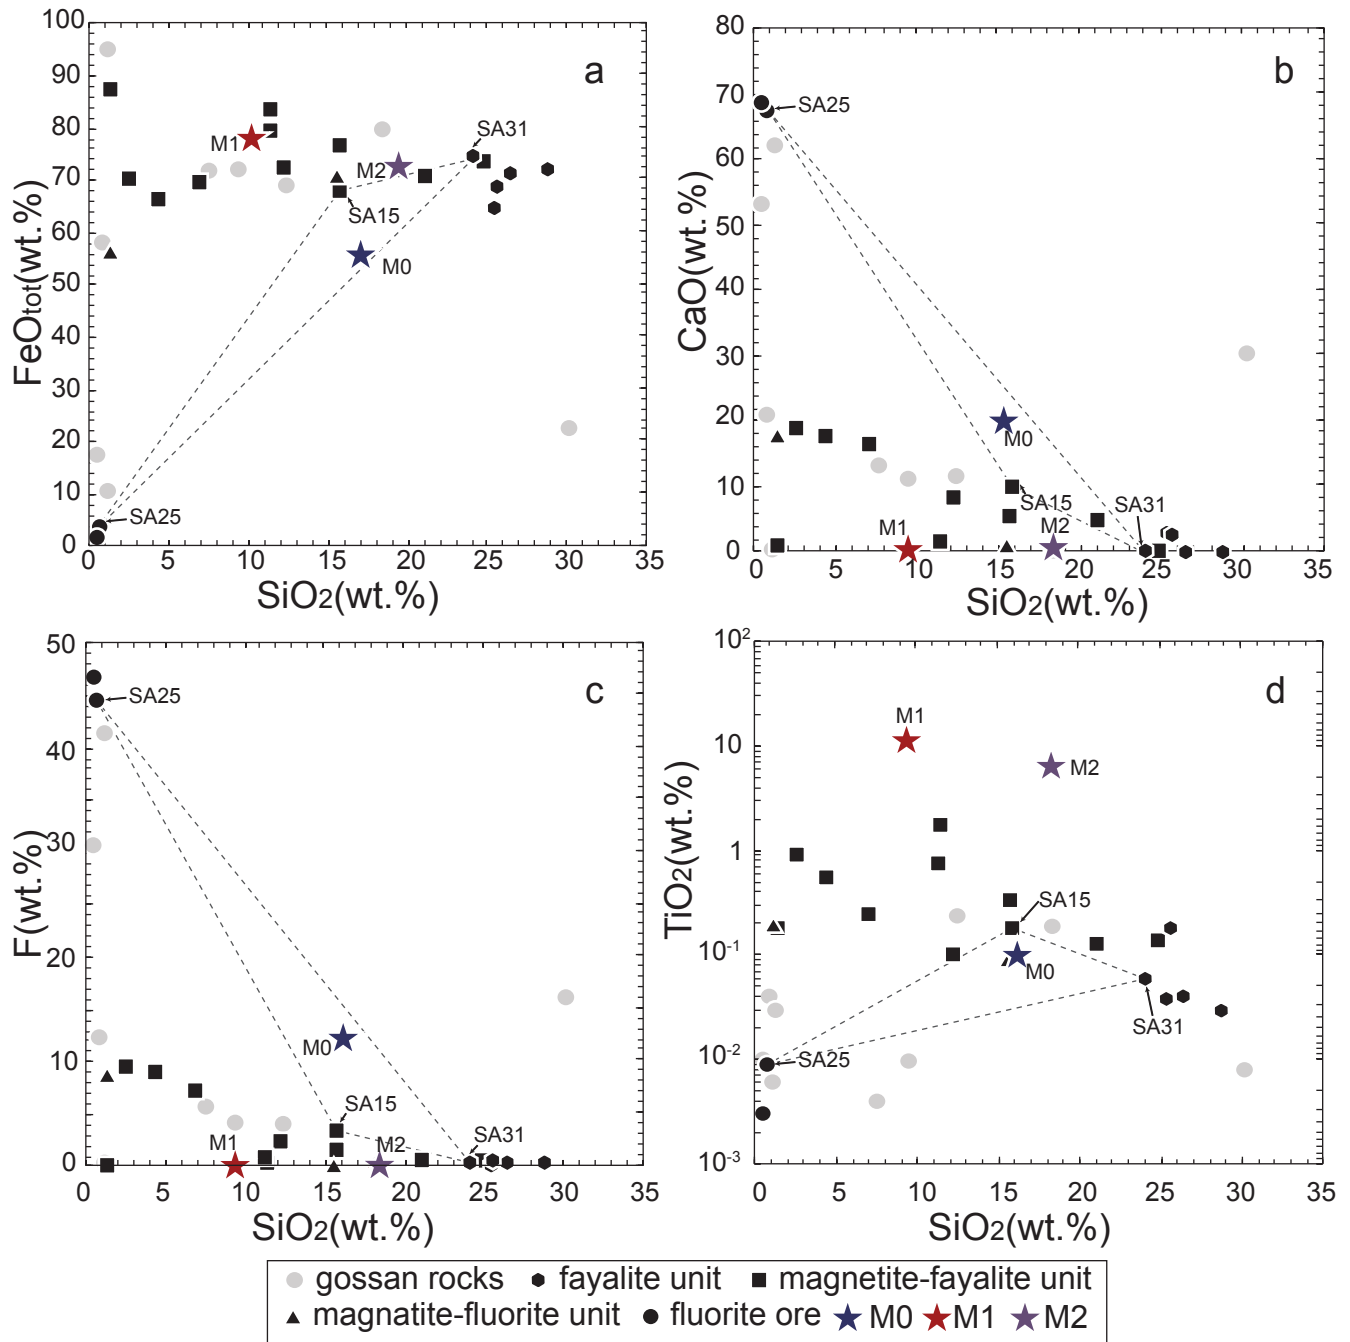 100
90
80
70
60
50
40
30
20
10
0
FeOtot(wt.%)
a
M1
M2
SA31
SA15
M0
SA25
0 5 10 15 20 25 30 35
SiO2(wt.%)
80
70
60
50
40
30
20
10
0
CaO(wt.%)
b
SA25
M0
SA15
SA31
M1
M2
0 5 10 15 20 25 30 35
SiO2(wt.%)
50
40
30
20
10
0
F(wt.%)
c
SA25
M0
SA15
SA31
M1
M2
0 5 10 15 20 25 30 35
SiO2(wt.%)
10²
10
1
10⁻¹
10⁻²
10⁻³
TiO2(wt.%)
d
M1
M2
SA15
M0
SA31
SA25
0 5 10 15 20 25 30 35
SiO2(wt.%)
gossan rocks fayalite unit magnetite-fayalite unit
magnatite-fluorite unit fluorite ore M0 M1 M2